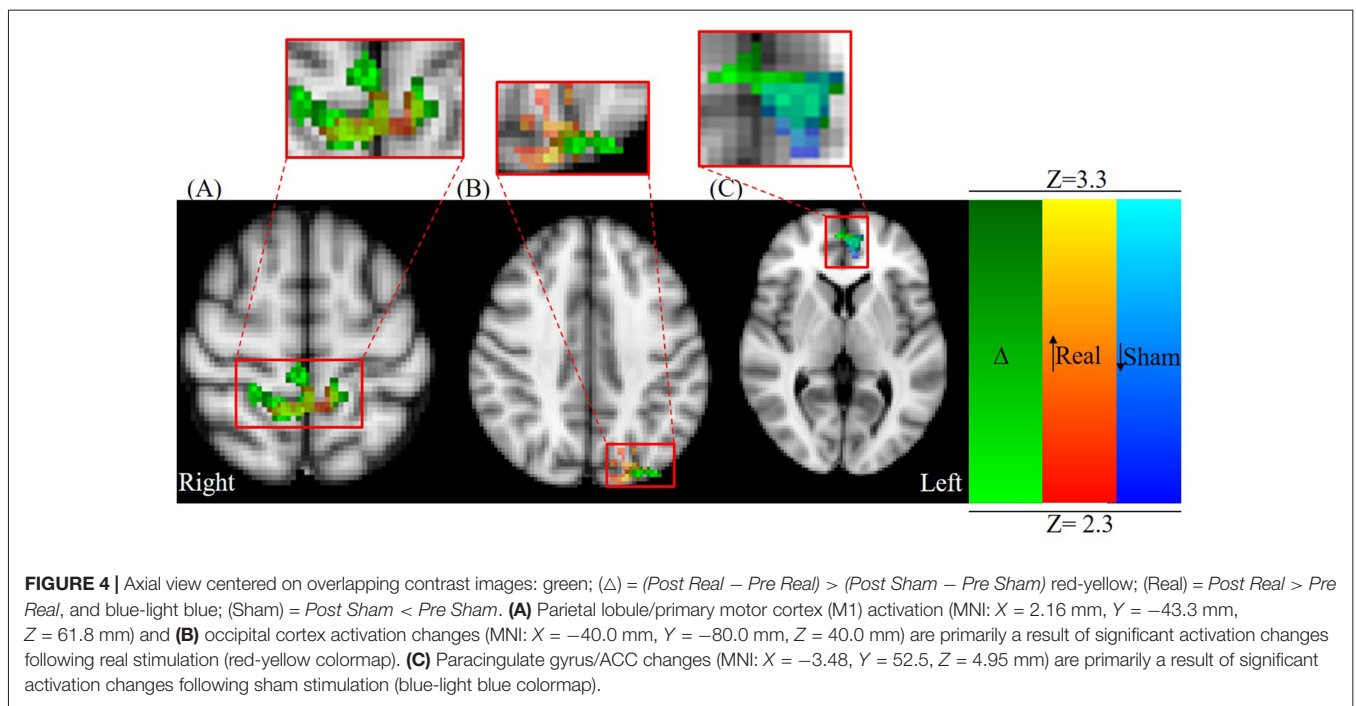 (A)
(B)
(C)
Z=3.3
Δ
↑Real
↓Sham
Right
Left
Z= 2.3
FIGURE 4 | Axial view centered on overlapping contrast images: green; (△) = (Post Real – Pre Real) > (Post Sham – Pre Sham) red-yellow; (Real) = Post Real > Pre
Real, and blue-light blue; (Sham) = Post Sham < Pre Sham. (A) Parietal lobule/primary motor cortex (M1) activation (MNI: X = 2.16 mm, Y = −43.3 mm,
Z = 61.8 mm) and (B) occipital cortex activation changes (MNI: X = −40.0 mm, Y = −80.0 mm, Z = 40.0 mm) are primarily a result of significant activation changes
following real stimulation (red-yellow colormap). (C) Paracingulate gyrus/ACC changes (MNI: X = −3.48, Y = 52.5, Z = 4.95 mm) are primarily a result of significant
activation changes following sham stimulation (blue-light blue colormap).